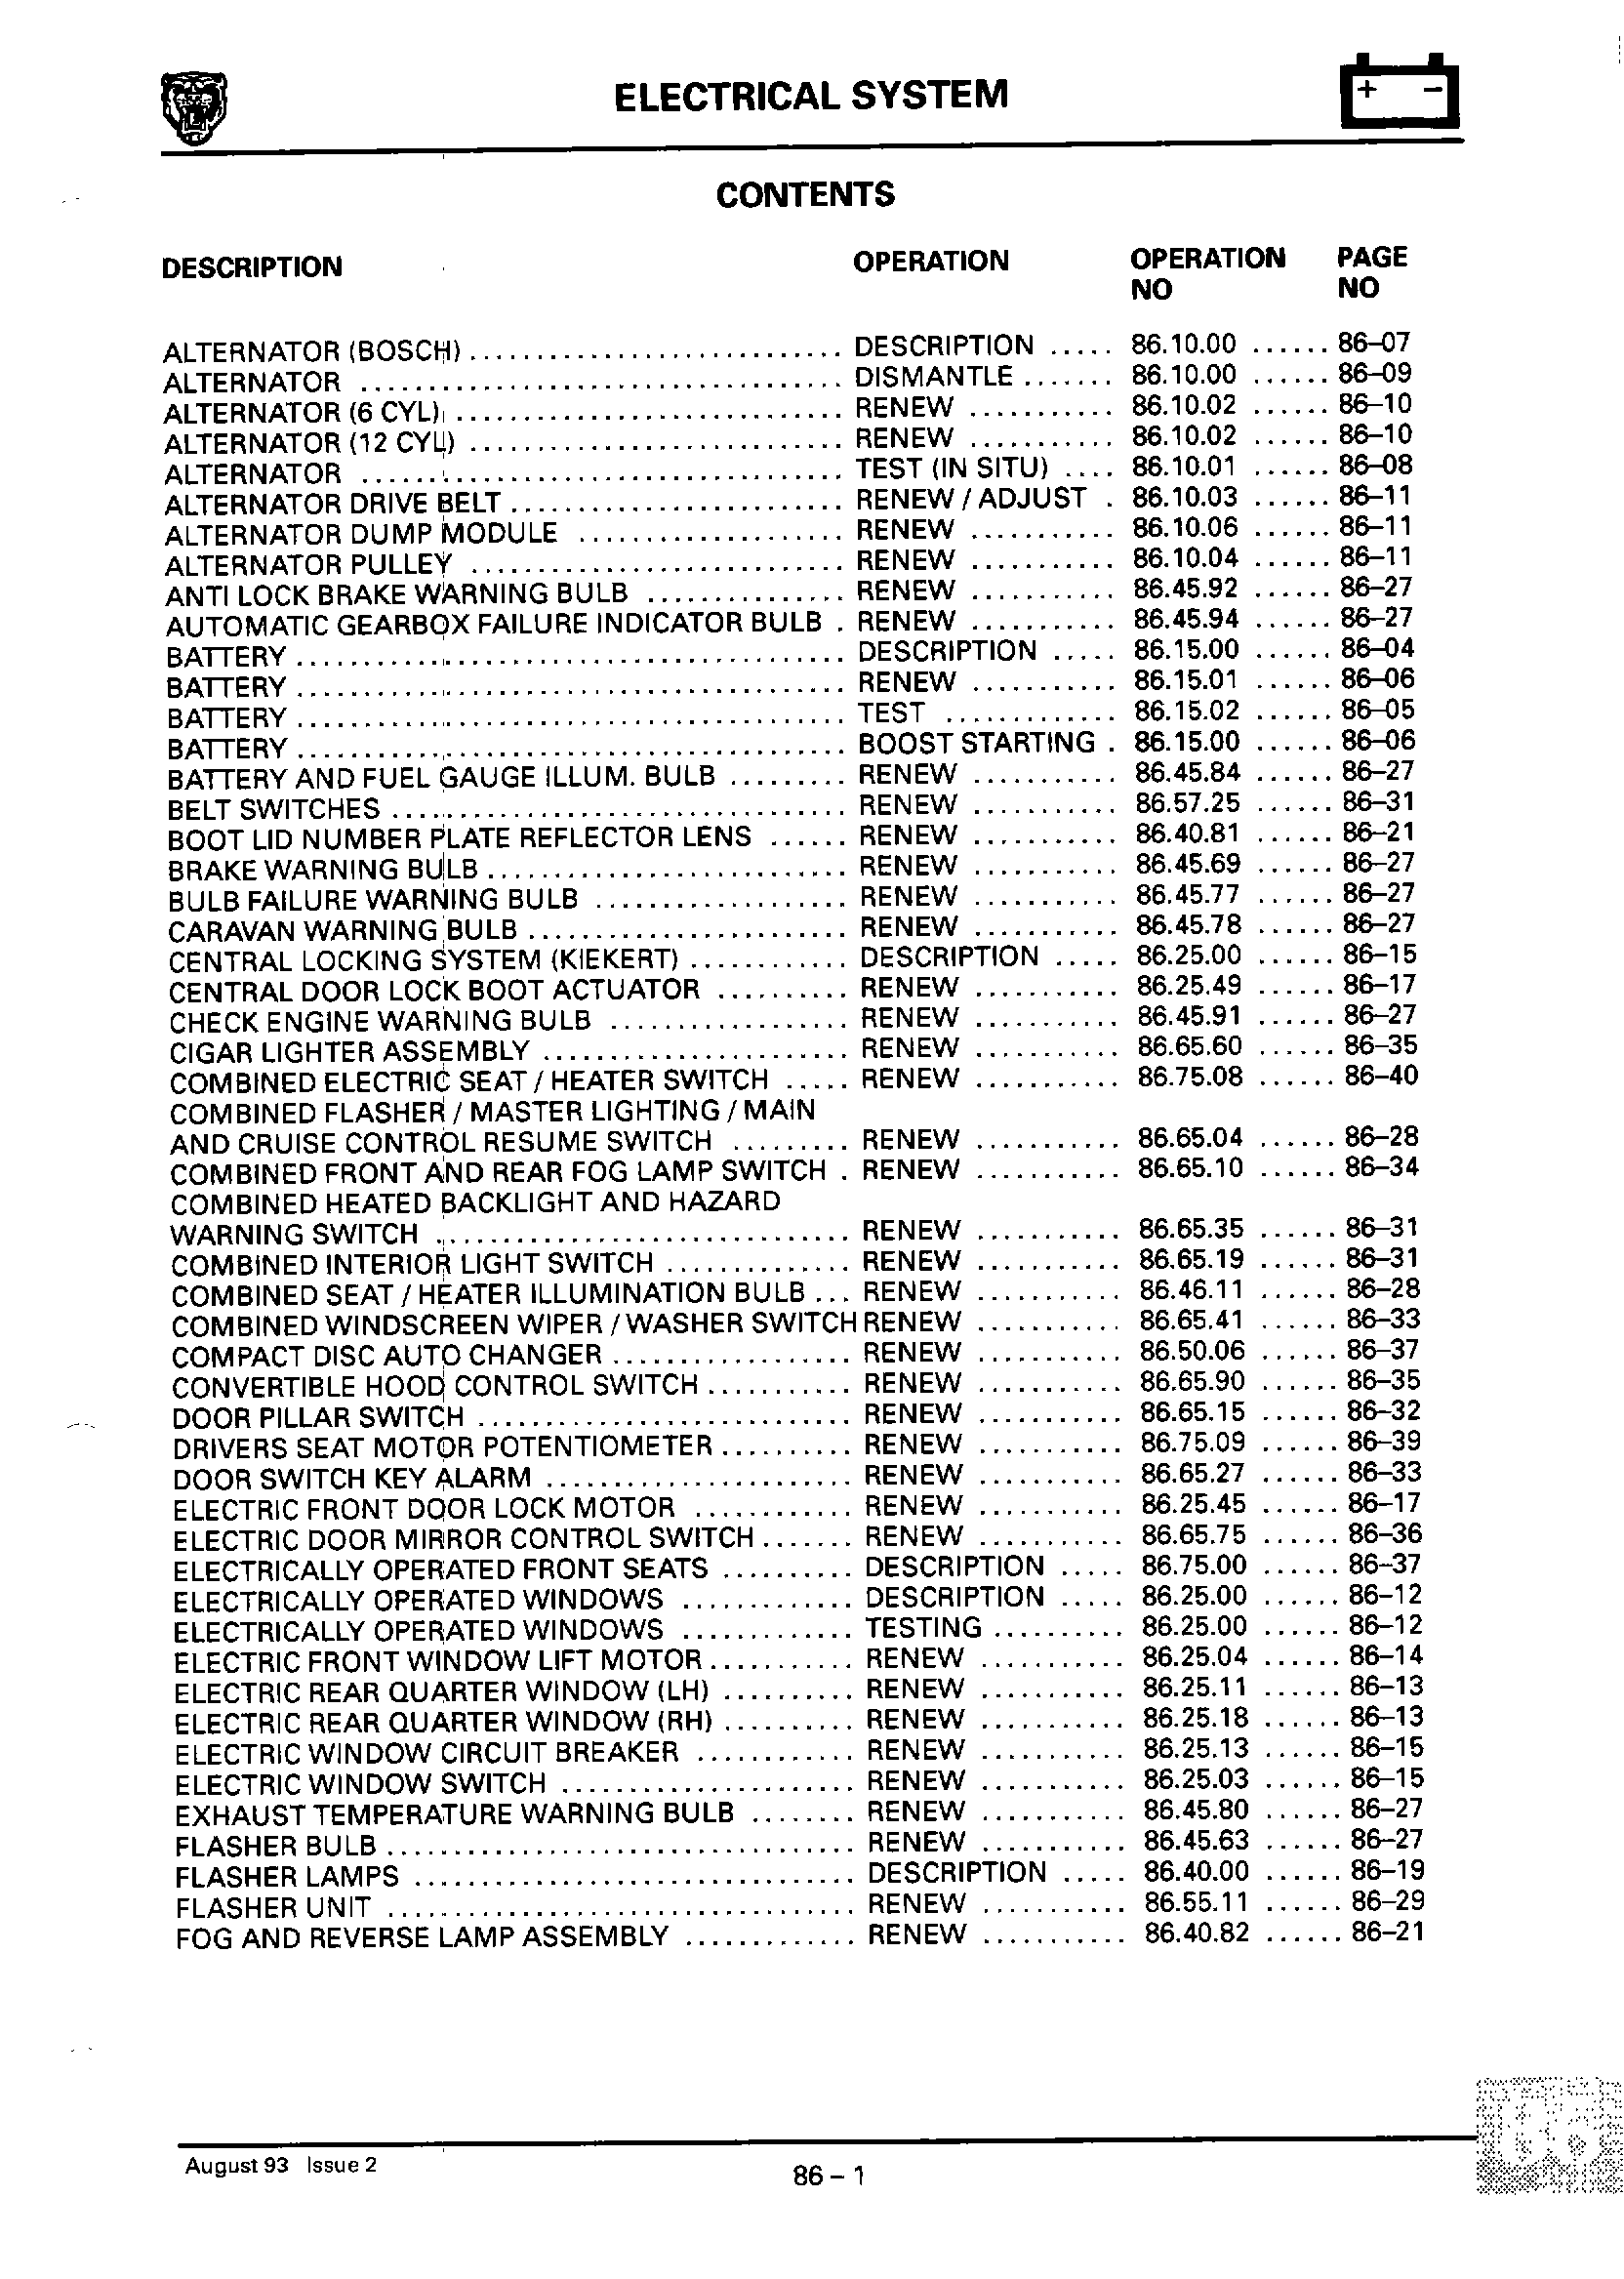 ELECTRICAL SYSTEM
+ −
CONTENTS
DESCRIPTION OPERATION OPERATION NO PAGE NO
ALTERNATOR (BOSCH) ............................ DESCRIPTION ..... 86.10.00 ...... 86–07
ALTERNATOR .................................... DISMANTLE ....... 86.10.00 ...... 86–09
ALTERNATOR (6 CYL) ............................. RENEW ........... 86.10.02 ...... 86–10
ALTERNATOR (12 CYL) ............................ RENEW ........... 86.10.02 ...... 86–10
ALTERNATOR .................................... TEST (IN SITU) .... 86.10.01 ...... 86–08
ALTERNATOR DRIVE BELT ......................... RENEW / ADJUST . 86.10.03 ...... 86–11
ALTERNATOR DUMP MODULE .................... RENEW ........... 86.10.06 ...... 86–11
ALTERNATOR PULLEY ............................ RENEW ........... 86.10.04 ...... 86–11
ANTI LOCK BRAKE WARNING BULB ............... RENEW ........... 86.45.92 ...... 86–27
AUTOMATIC GEARBOX FAILURE INDICATOR BULB . RENEW ........... 86.45.94 ...... 86–27
BATTERY ......................................... DESCRIPTION ..... 86.15.00 ...... 86–04
BATTERY ......................................... RENEW ........... 86.15.01 ...... 86–06
BATTERY ......................................... TEST ............. 86.15.02 ...... 86–05
BATTERY ......................................... BOOST STARTING . 86.15.00 ...... 86–06
BATTERY AND FUEL GAUGE ILLUM. BULB ......... RENEW ........... 86.45.84 ...... 86–27
BELT SWITCHES .................................. RENEW ........... 86.57.25 ...... 86–31
BOOT LID NUMBER PLATE REFLECTOR LENS ...... RENEW ........... 86.40.81 ...... 86–21
BRAKE WARNING BULB ........................... RENEW ........... 86.45.69 ...... 86–27
BULB FAILURE WARNING BULB ................... RENEW ........... 86.45.77 ...... 86–27
CARAVAN WARNING BULB ........................ RENEW ........... 86.45.78 ...... 86–27
CENTRAL LOCKING SYSTEM (KIEKERT) ............ DESCRIPTION ..... 86.25.00 ...... 86–15
CENTRAL DOOR LOCK BOOT ACTUATOR .......... RENEW ........... 86.25.49 ...... 86–17
CHECK ENGINE WARNING BULB .................. RENEW ........... 86.45.91 ...... 86–27
CIGAR LIGHTER ASSEMBLY ....................... RENEW ........... 86.65.60 ...... 86–35
COMBINED ELECTRIC SEAT / HEATER SWITCH ..... RENEW ........... 86.75.08 ...... 86–40
COMBINED FLASHER / MASTER LIGHTING / MAIN
AND CRUISE CONTROL RESUME SWITCH ......... RENEW ........... 86.65.04 ...... 86–28
COMBINED FRONT AND REAR FOG LAMP SWITCH . RENEW ........... 86.65.10 ...... 86–34
COMBINED HEATED BACKLIGHT AND HAZARD
WARNING SWITCH ............................... RENEW ........... 86.65.35 ...... 86–31
COMBINED INTERIOR LIGHT SWITCH .............. RENEW ........... 86.65.19 ...... 86–31
COMBINED SEAT / HEATER ILLUMINATION BULB ... RENEW ........... 86.46.11 ...... 86–28
COMBINED WINDSCREEN WIPER / WASHER SWITCH RENEW ........... 86.65.41 ...... 86–33
COMPACT DISC AUTO CHANGER .................. RENEW ........... 86.50.06 ...... 86–37
CONVERTIBLE HOOD CONTROL SWITCH ........... RENEW ........... 86.65.90 ...... 86–35
DOOR PILLAR SWITCH ............................ RENEW ........... 86.65.15 ...... 86–32
DRIVERS SEAT MOTOR POTENTIOMETER .......... RENEW ........... 86.75.09 ...... 86–39
DOOR SWITCH KEY ALARM ....................... RENEW ........... 86.65.27 ...... 86–33
ELECTRIC FRONT DOOR LOCK MOTOR ............ RENEW ........... 86.25.45 ...... 86–17
ELECTRIC DOOR MIRROR CONTROL SWITCH ....... RENEW ........... 86.65.75 ...... 86–36
ELECTRICALLY OPERATED FRONT SEATS .......... DESCRIPTION ..... 86.75.00 ...... 86–37
ELECTRICALLY OPERATED WINDOWS ............. DESCRIPTION ..... 86.25.00 ...... 86–12
ELECTRICALLY OPERATED WINDOWS ............. TESTING .......... 86.25.00 ...... 86–12
ELECTRIC FRONT WINDOW LIFT MOTOR ........... RENEW ........... 86.25.04 ...... 86–14
ELECTRIC REAR QUARTER WINDOW (LH) .......... RENEW ........... 86.25.11 ...... 86–13
ELECTRIC REAR QUARTER WINDOW (RH) .......... RENEW ........... 86.25.18 ...... 86–13
ELECTRIC WINDOW CIRCUIT BREAKER ............ RENEW ........... 86.25.13 ...... 86–15
ELECTRIC WINDOW SWITCH ...................... RENEW ........... 86.25.03 ...... 86–15
EXHAUST TEMPERATURE WARNING BULB ........ RENEW ........... 86.45.80 ...... 86–27
FLASHER BULB ................................... RENEW ........... 86.45.63 ...... 86–27
FLASHER LAMPS ................................. DESCRIPTION ..... 86.40.00 ...... 86–19
FLASHER UNIT ................................... RENEW ........... 86.55.11 ...... 86–29
FOG AND REVERSE LAMP ASSEMBLY ............. RENEW ........... 86.40.82 ...... 86–21
August 93 Issue 2
86 – 1